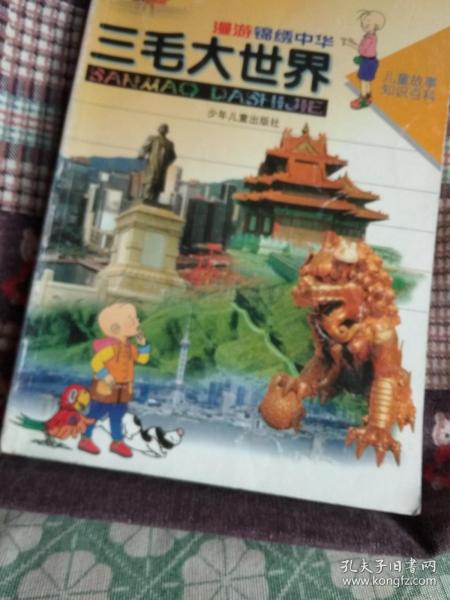 漫游锦绣中华
三毛大世界
SANMAO DASHIJIE
儿童故事
知识百科
少年儿童出版社
孔夫子旧书网
www.kongfz.com